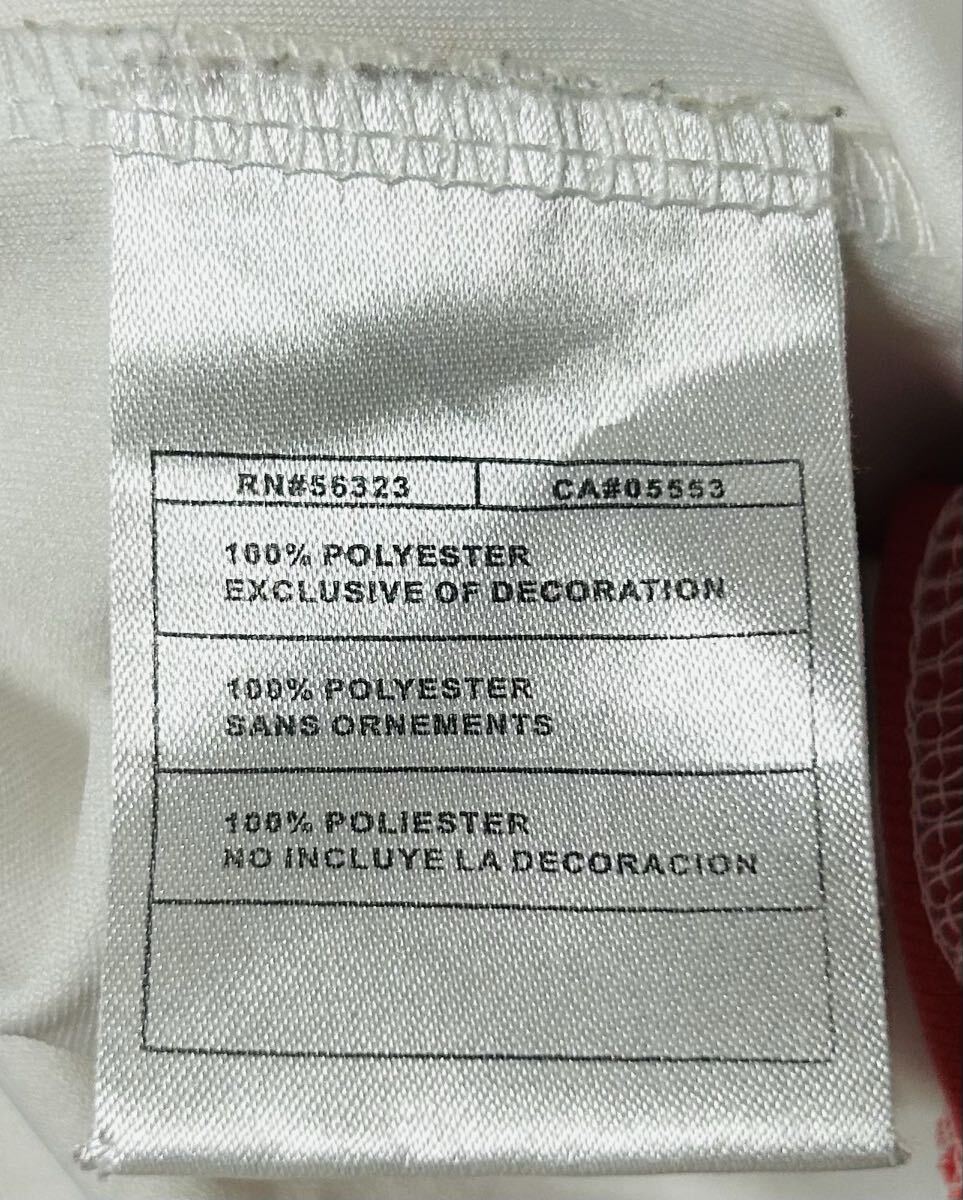 RN#56323 CA#05553
100% POLYESTER
EXCLUSIVE OF DECORATION
100% POLYESTER
SANS ORNEMENTS
100% POLIESTER
NO INCLUYE LA DECORACION